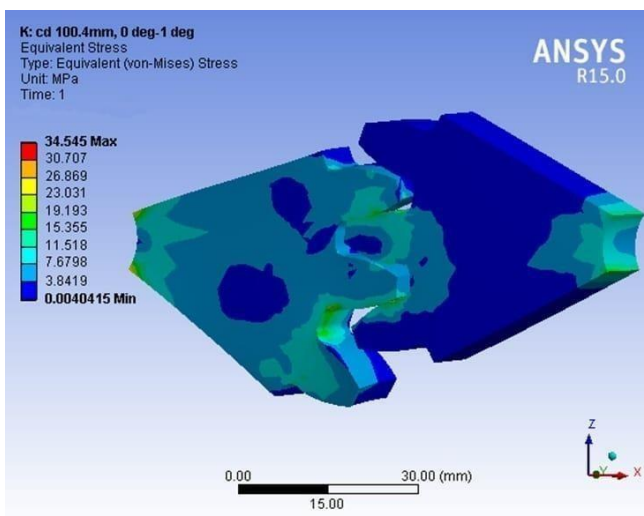 K: cd 100.4mm, 0 deg-1 deg
Equivalent Stress
Type: Equivalent (von-Mises) Stress
Unit: MPa
Time: 1
ANSYS
R15.0
34.545 Max
30.707
26.869
23.031
19.193
15.355
11.518
7.6798
3.8419
0.0040415 Min
0.00
30.00 (mm)
15.00
Z
Y
X